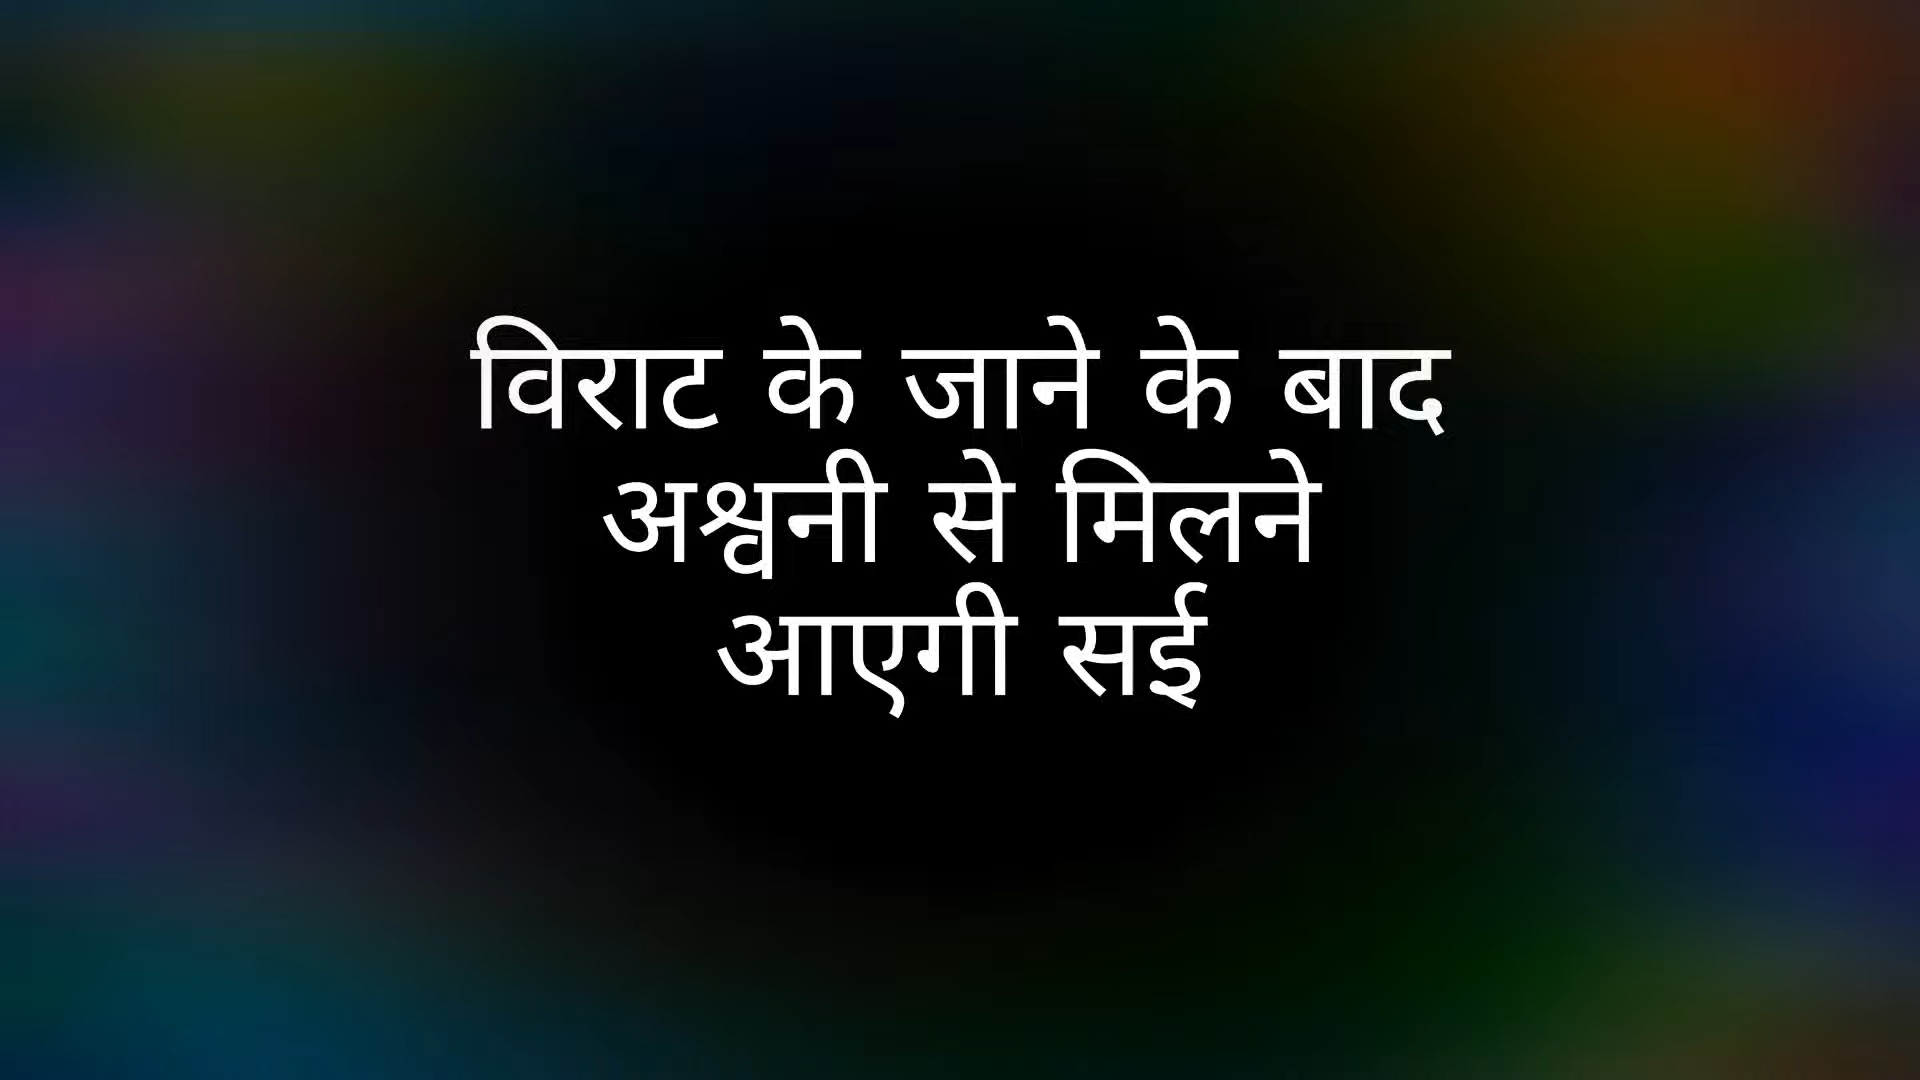 विराट के जाने के बाद
अश्वनी से मिलने
आएगी सई